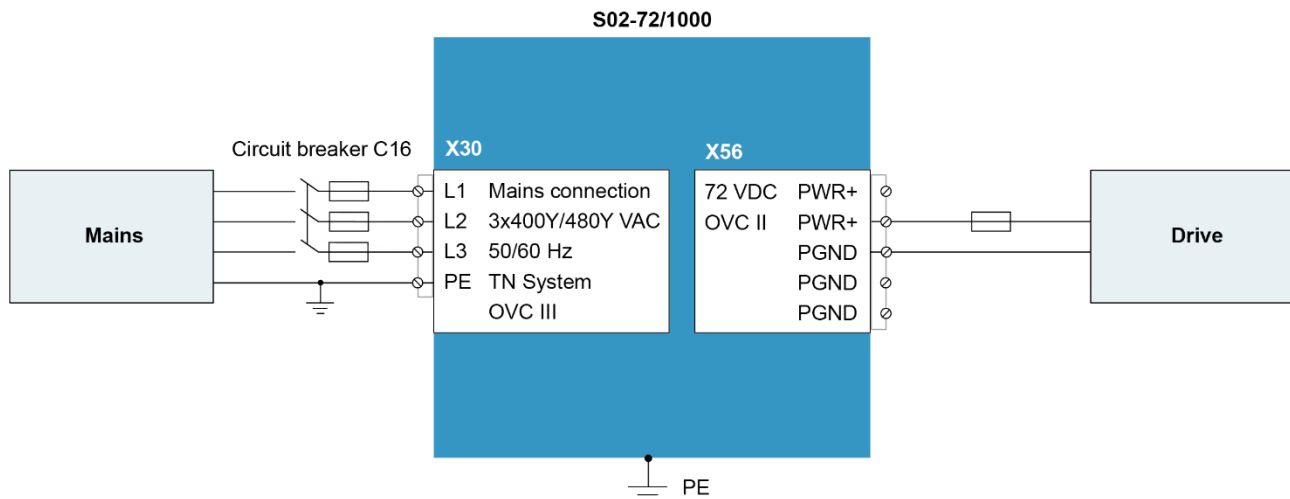 S02-72/1000
Circuit breaker C16
X30
X56
Mains
L1 Mains connection
L2 3x400Y/480Y VAC
L3 50/60 Hz
PE TN System
OVC III
72 VDC PWR+
OVC II PWR+
PGND
PGND
PGND
Drive
PE